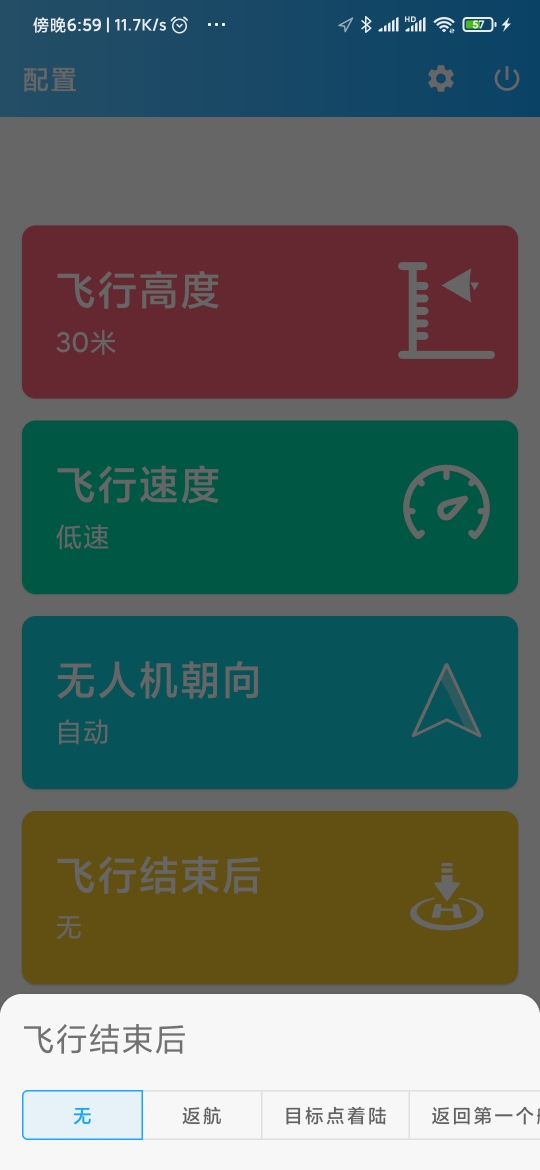 傍晚6:59 | 11.7K/s ...
HD
57
配置
飞行高度
30米
飞行速度
低速
无人机朝向
自动
飞行结束后
无
H
飞行结束后
无 返航 目标点着陆 返回第一个